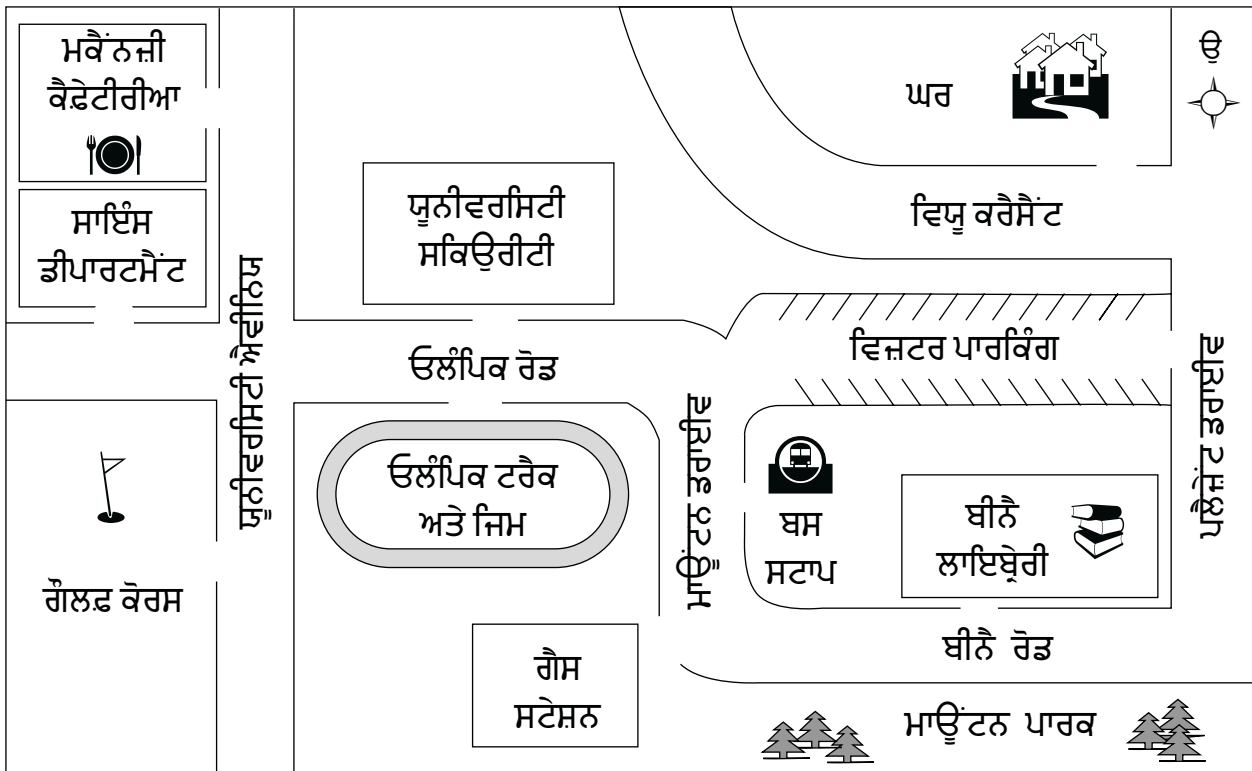 ਮਕੈਂਨਜ਼ੀ
ਕੈਫ਼ੇਟੀਰੀਆ
ਸਾਇੰਸ
ਡੀਪਾਰਟਮੈਂਟ
ਯੂਨੀਵਰਸਿਟੀ ਐਵੀਨਿਯ
ਯੂਨੀਵਰਸਿਟੀ
ਸਕਿਉਰੀਟੀ
ਘਰ
ਉ
ਵਿਯੂ ਕਰੈਸੈਂਟ
ਓਲੰਪਿਕ ਰੋਡ
ਵਿਜ਼ਟਰ ਪਾਰਕਿੰਗ
ਓਲੰਪਿਕ ਟਰੈਕ
ਅਤੇ ਜਿਮ
ਮਾਊਂਟਨ ਡਰਾਈਵ
ਬਸ
ਸਟਾਪ
ਬੀਨੈ
ਲਾਇਬ੍ਰੇਰੀ
ਪਲੈਜ਼ੇਂਟ ਡਰਾਈਵ
ਗੌਲਫ਼ ਕੋਰਸ
ਗੈਸ
ਸਟੇਸ਼ਨ
ਬੀਨੈ ਰੋਡ
ਮਾਊਂਟਨ ਪਾਰਕ